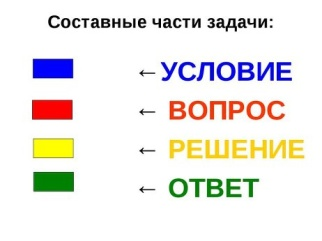 Составные части задачи:
←УСЛОВИЕ
← ВОПРОС
← РЕШЕНИЕ
← ОТВЕТ